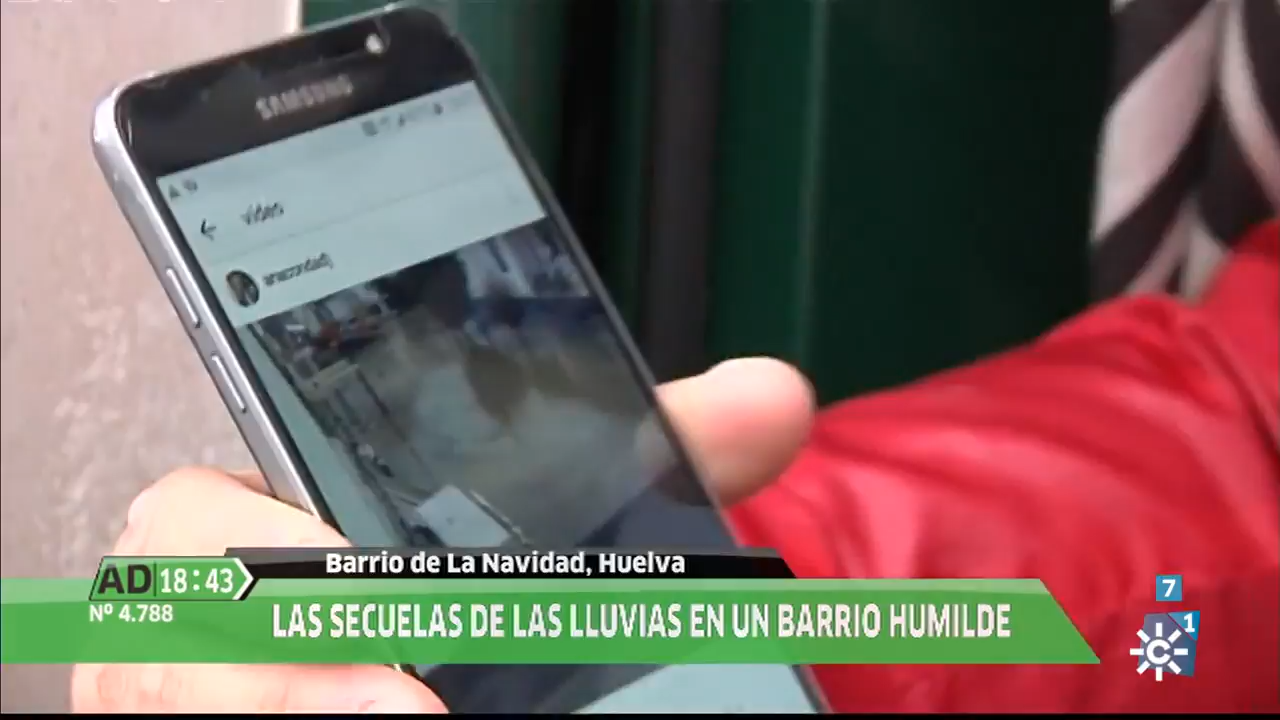 SAMSUNG
vídeo
anacondadj
Barrio de La Navidad, Huelva
AD 18:43
Nº 4.788
LAS SECUELAS DE LAS LLUVIAS EN UN BARRIO HUMILDE
7
C 1